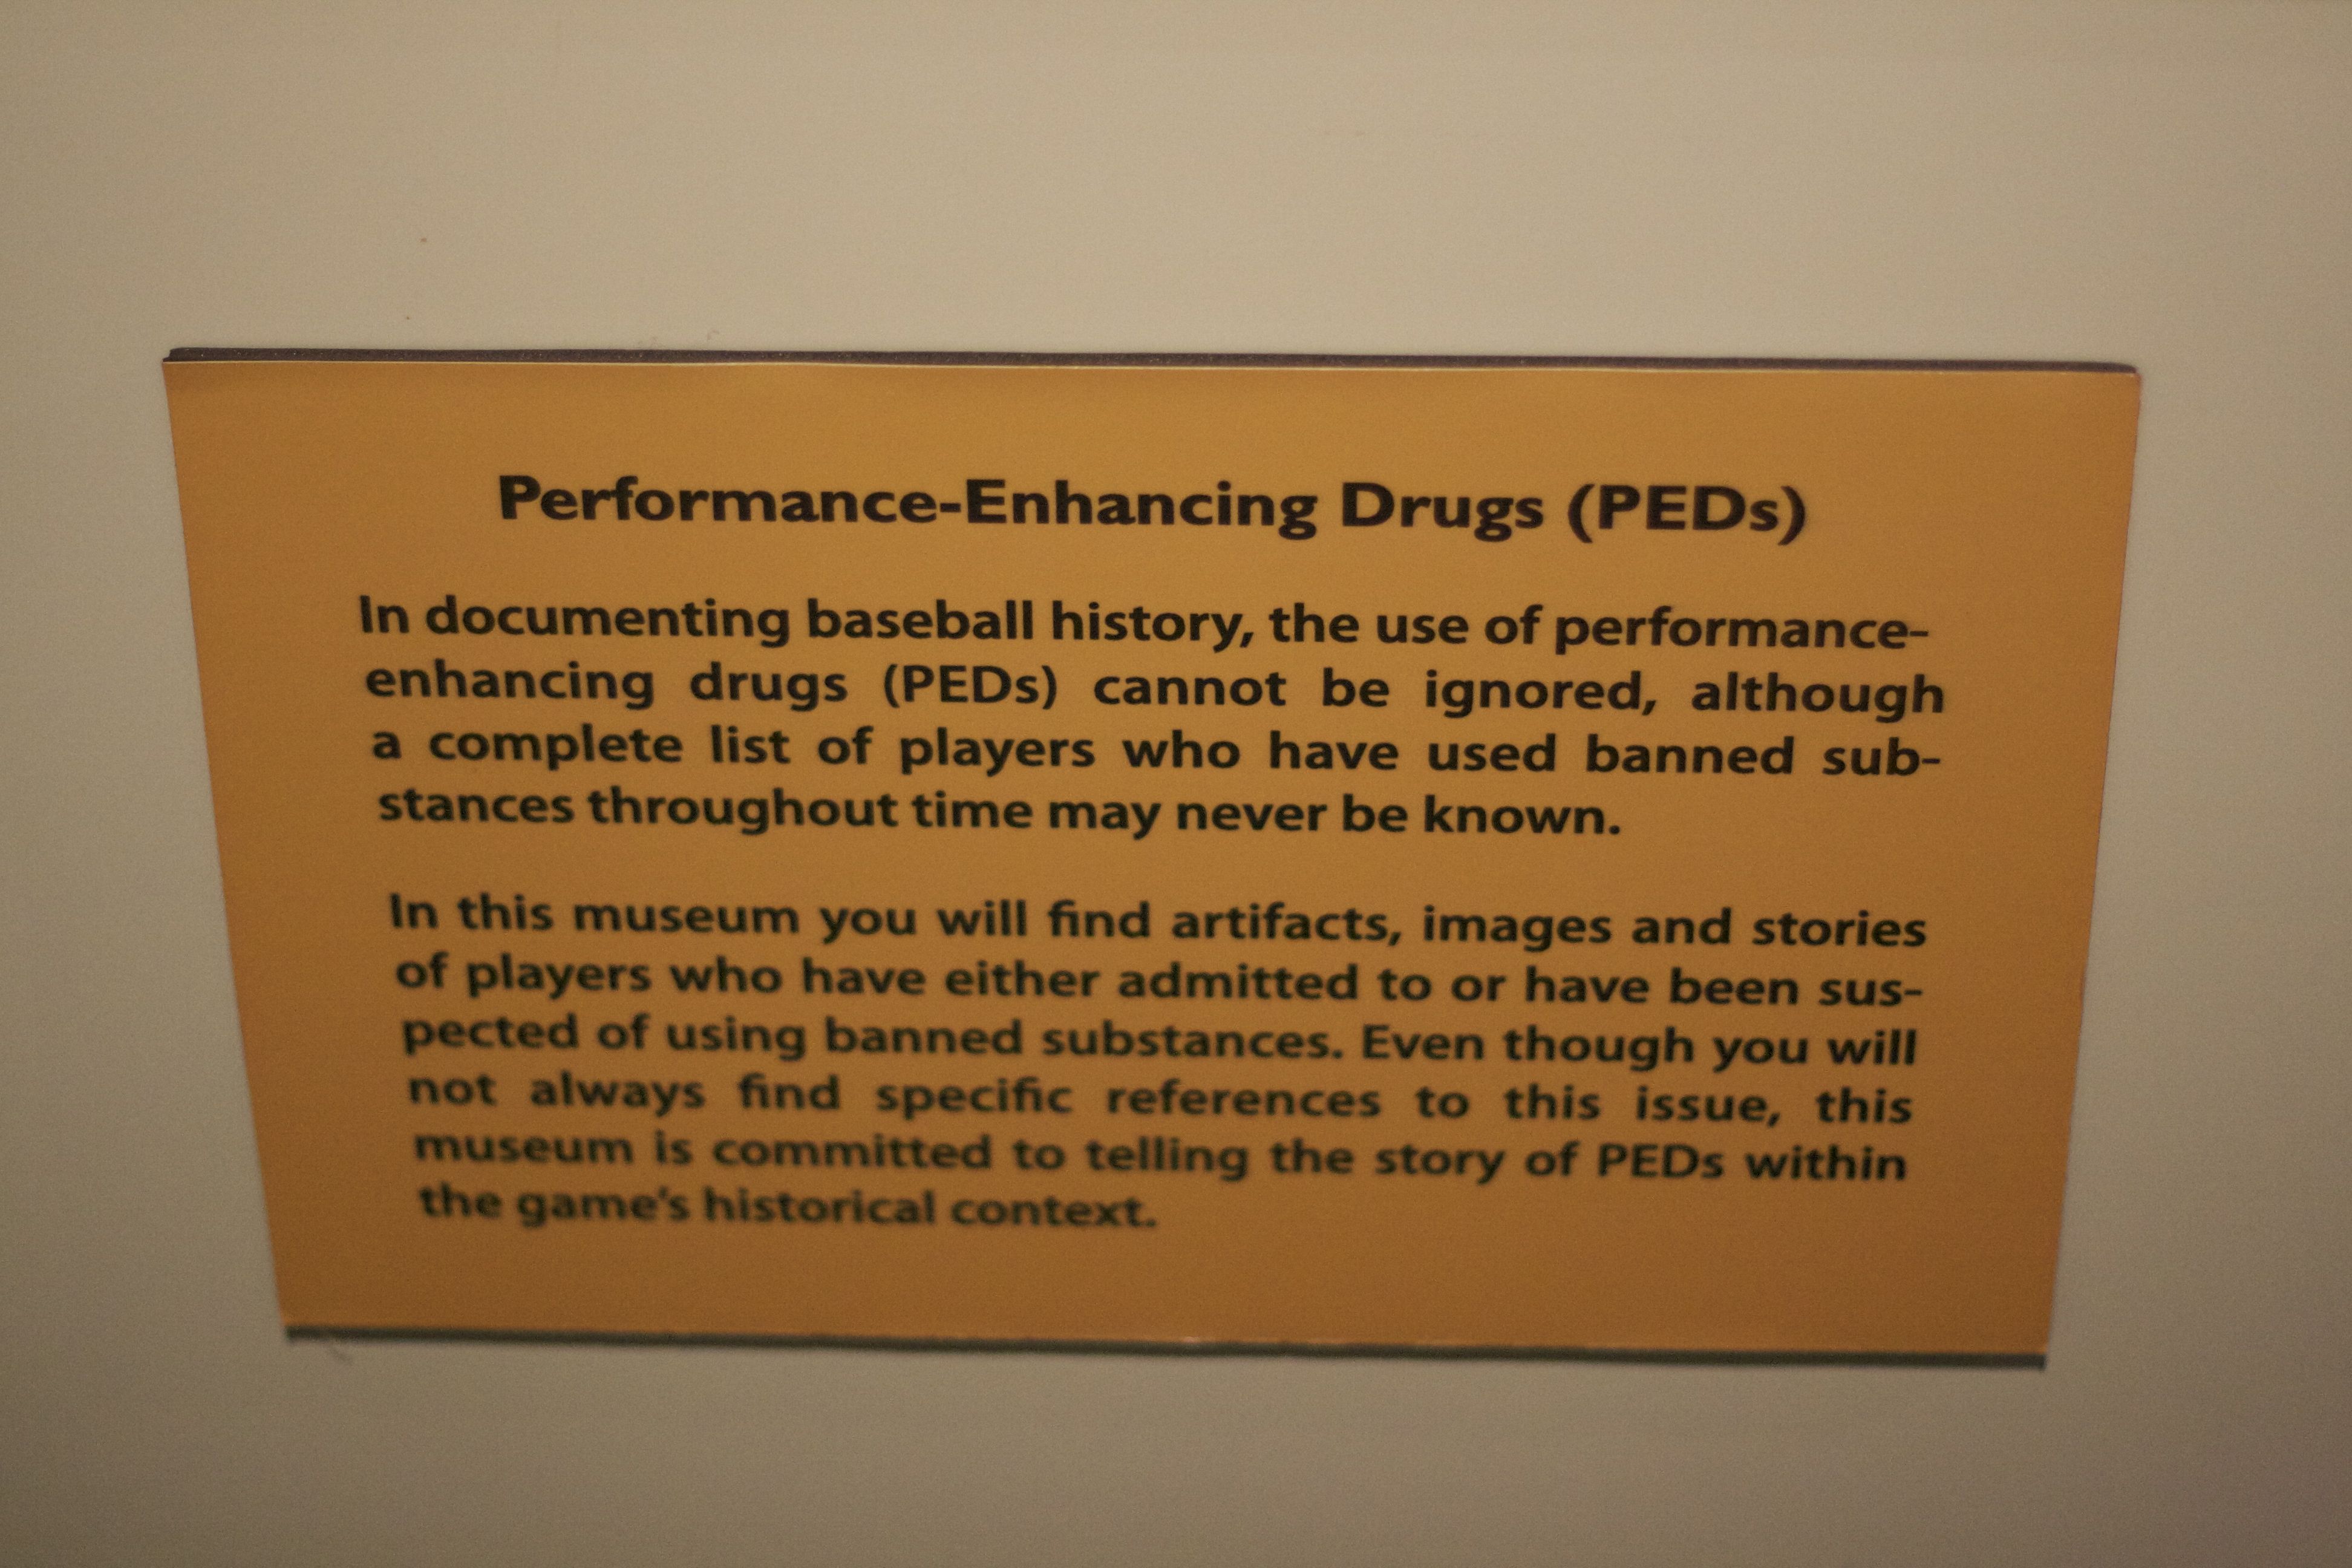 Performance-Enhancing Drugs (PEDs)
In documenting baseball history, the use of performance-
enhancing drugs (PEDs) cannot be ignored, although
a complete list of players who have used banned sub-
stances throughout time may never be known.
In this museum you will find artifacts, images and stories
of players who have either admitted to or have been sus-
pected of using banned substances. Even though you will
not always find specific references to this issue, this
museum is committed to telling the story of PEDs within
the game's historical context.